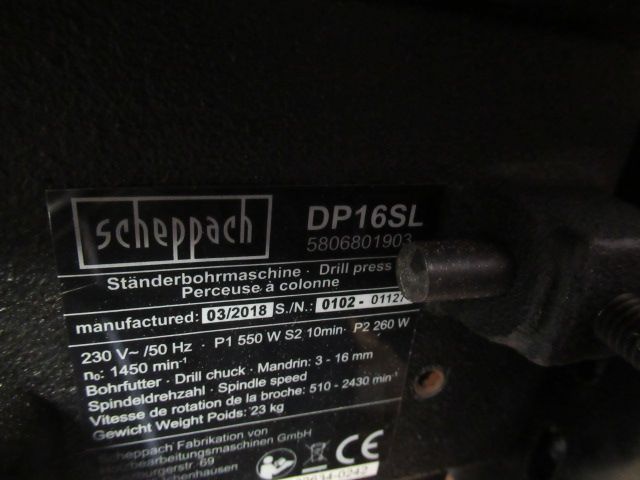 scheppach
DP16SL
5806801903
Ständerbohrmaschine · Drill press
Perceuse à colonne
manufactured: 03/2018 S./N.: 0102 - 01127
230 V~ /50 Hz · P1 550 W S2 10min· P2 260 W
n₀: 1450 min⁻¹
Bohrfutter · Drill chuck · Mandrin: 3 - 16 mm
Spindeldrehzahl · Spindle speed
Vitesse de rotation de la broche: 510 - 2430 min⁻¹
Gewicht Weight Poids: 23 kg
scheppach Fabrikation von
Holzbearbeitungsmaschinen GmbH
69
CE